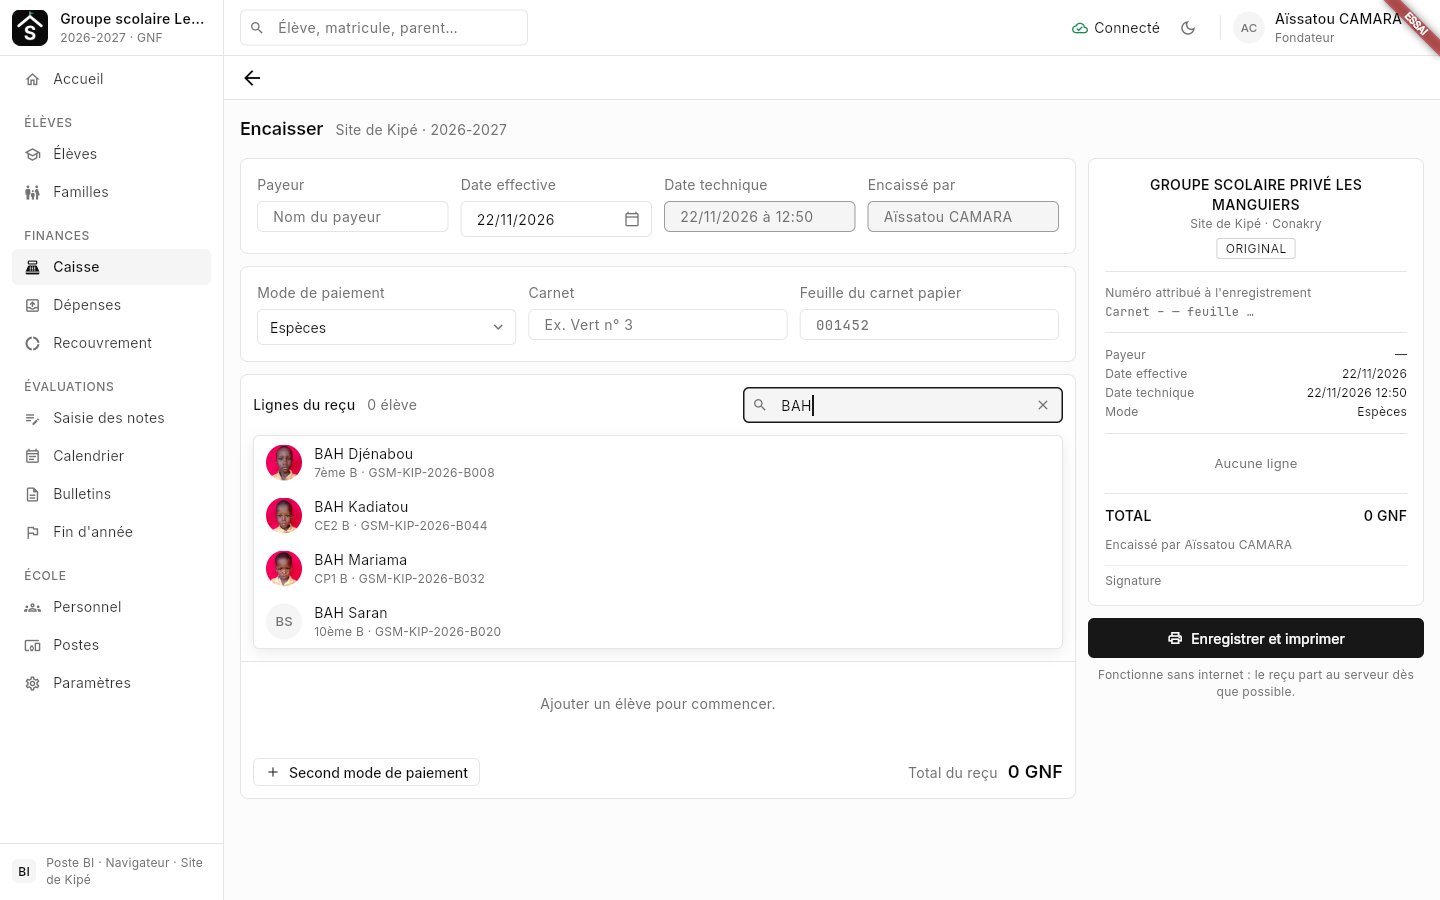 Groupe scolaire Le...
2026-2027 · GNF
Élève, matricule, parent...
Connecté
AC
Aïssatou CAMARA
Fondateur
ESSAI
Accueil
ÉLÈVES
Élèves
Familles
FINANCES
Caisse
Dépenses
Recouvrement
ÉVALUATIONS
Saisie des notes
Calendrier
Bulletins
Fin d'année
ÉCOLE
Personnel
Postes
Paramètres
BI
Poste BI · Navigateur · Site
de Kipé
Encaisser Site de Kipé · 2026-2027
Payeur
Nom du payeur
Date effective
22/11/2026
Date technique
22/11/2026 à 12:50
Encaissé par
Aïssatou CAMARA
Mode de paiement
Espèces
Carnet
Ex. Vert n° 3
Feuille du carnet papier
001452
Lignes du reçu 0 élève
BAH
BAH Djénabou
7ème B · GSM-KIP-2026-B008
BAH Kadiatou
CE2 B · GSM-KIP-2026-B044
BAH Mariama
CP1 B · GSM-KIP-2026-B032
BS
BAH Saran
10ème B · GSM-KIP-2026-B020
Ajouter un élève pour commencer.
Second mode de paiement
Total du reçu 0 GNF
GROUPE SCOLAIRE PRIVÉ LES
MANGUIERS
Site de Kipé · Conakry
ORIGINAL
Numéro attribué à l'enregistrement
Carnet – — feuille …
Payeur —
Date effective 22/11/2026
Date technique 22/11/2026 12:50
Mode Espèces
Aucune ligne
TOTAL 0 GNF
Encaissé par Aïssatou CAMARA
Signature
Enregistrer et imprimer
Fonctionne sans internet : le reçu part au serveur dès
que possible.